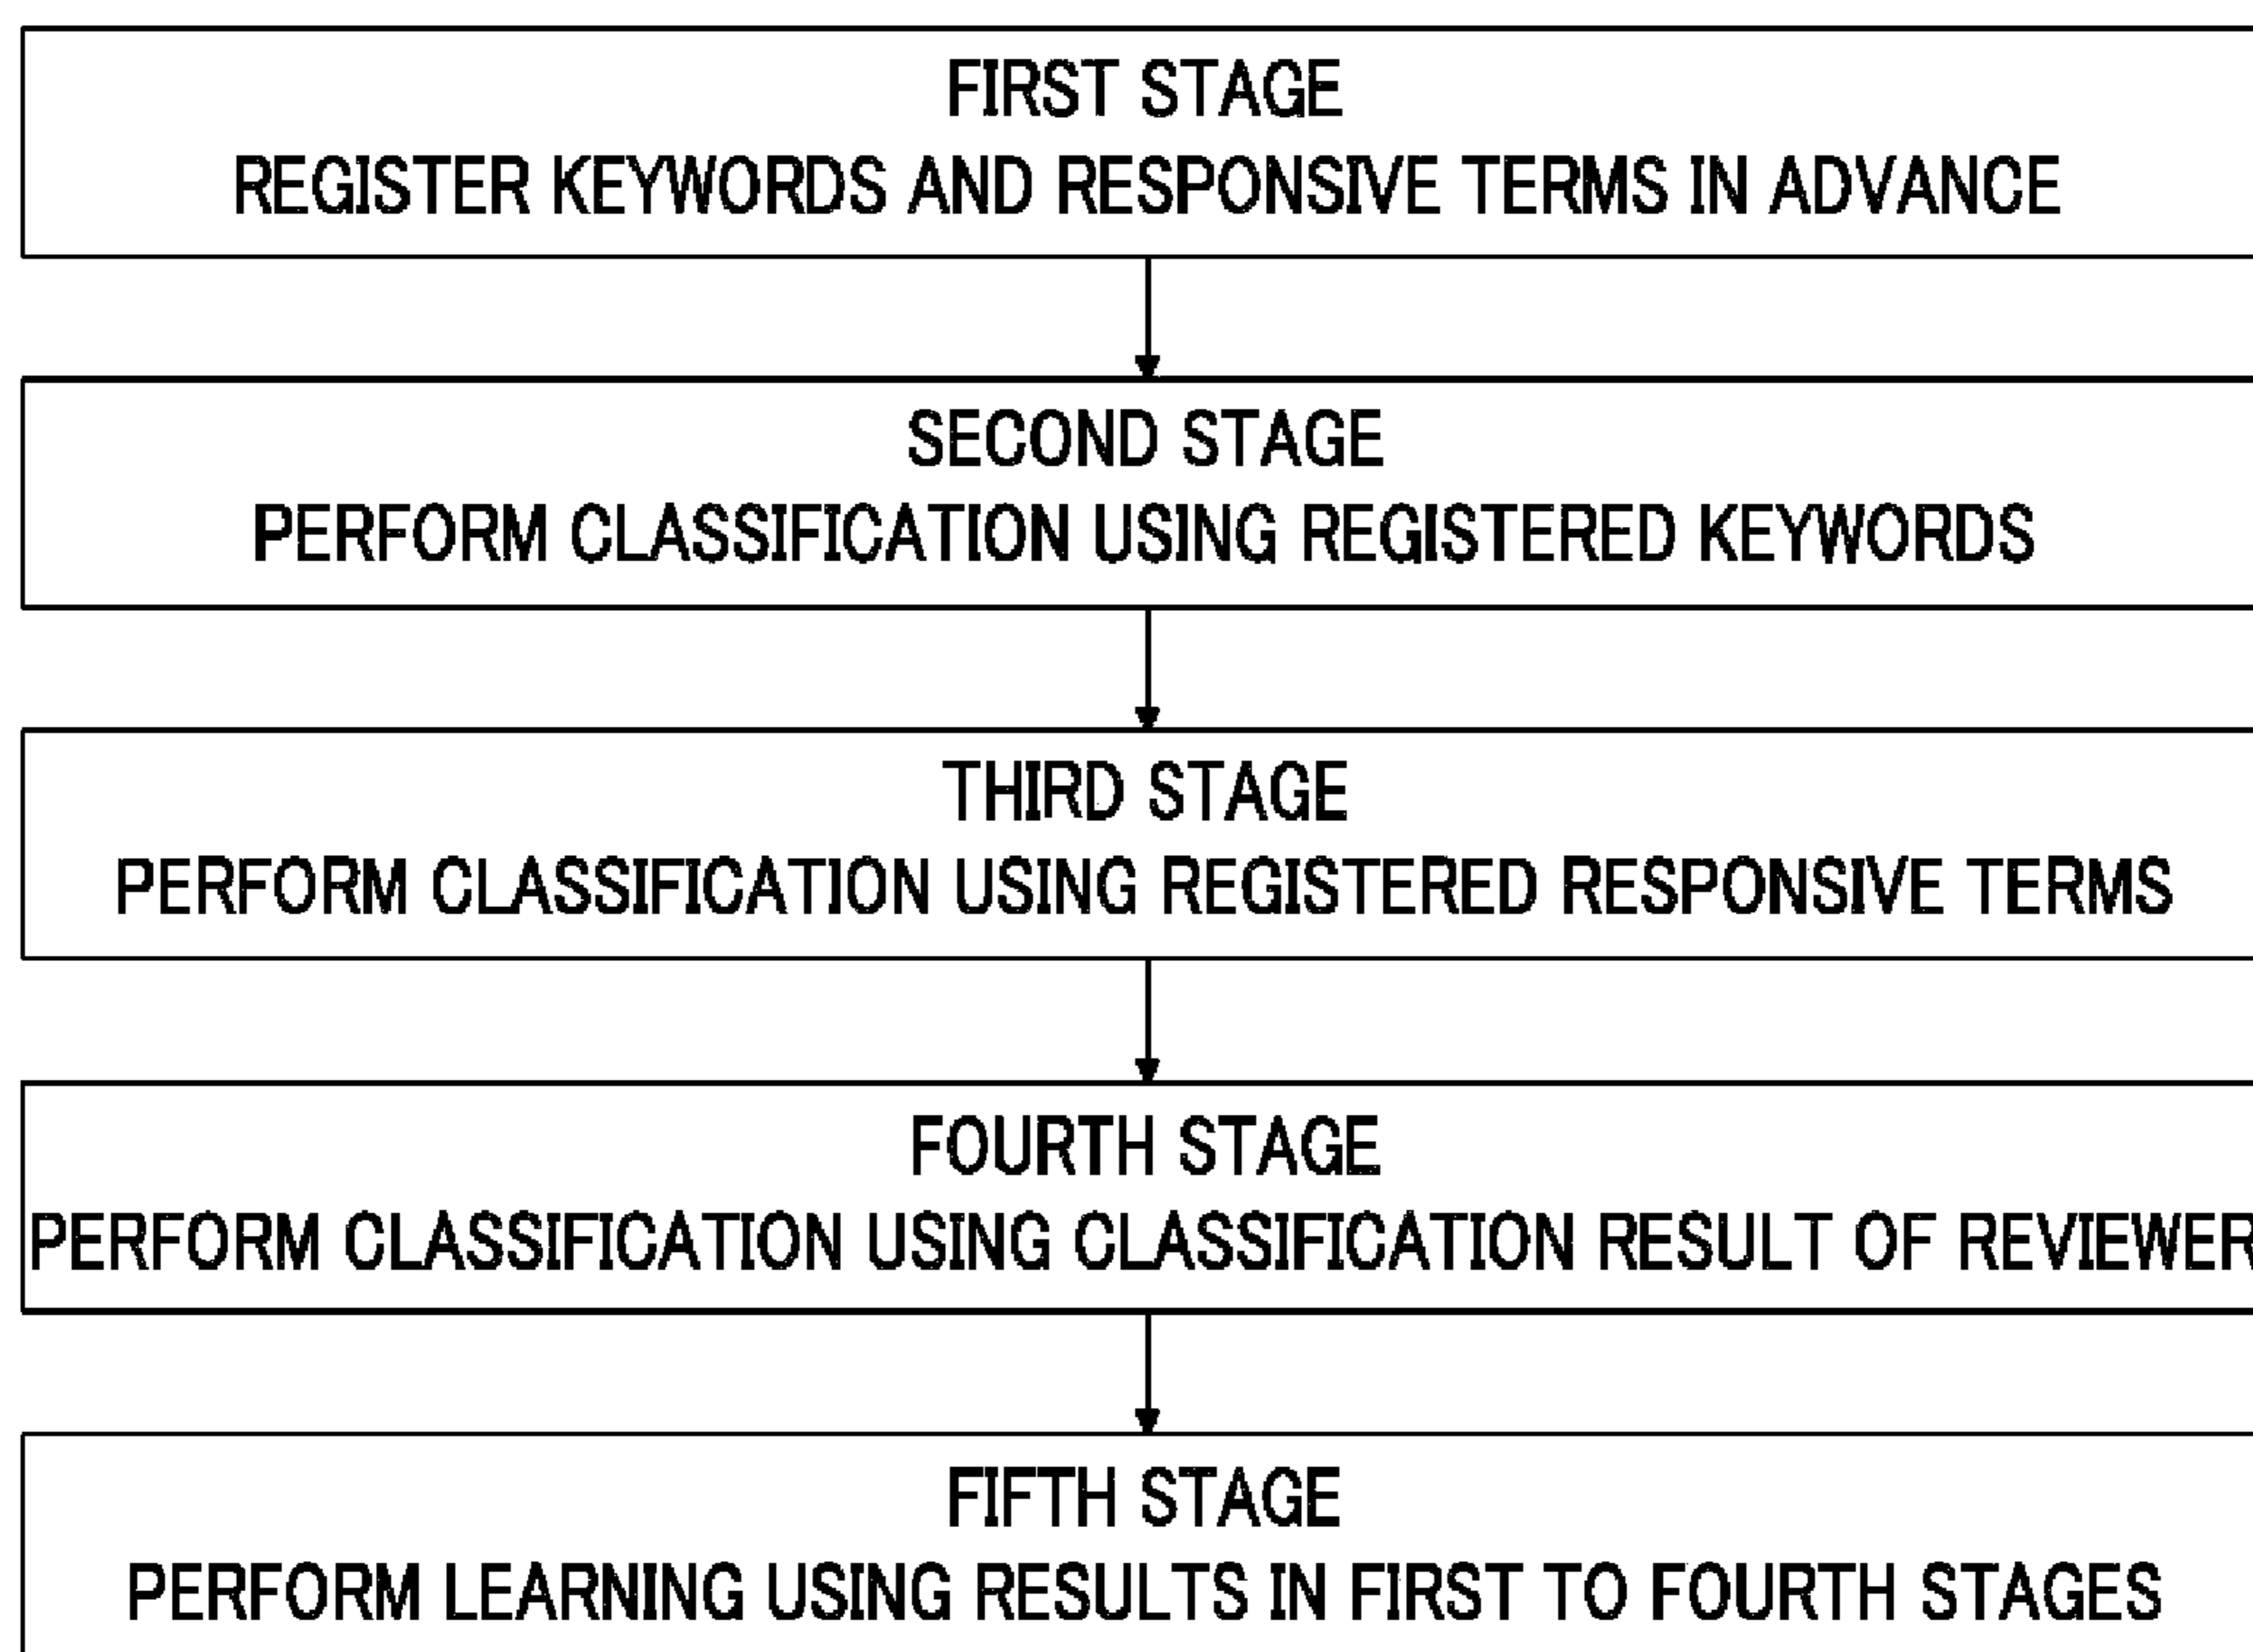 FIRST STAGE
REGISTER KEYWORDS AND RESPONSIVE TERMS IN ADVANCE
SECOND STAGE
PERFORM CLASSIFICATION USING REGISTERED KEYWORDS
THIRD STAGE
PERFORM CLASSIFICATION USING REGISTERED RESPONSIVE TERMS
FOURTH STAGE
PERFORM CLASSIFICATION USING CLASSIFICATION RESULT OF REVIEWER
FIFTH STAGE
PERFORM LEARNING USING RESULTS IN FIRST TO FOURTH STAGES